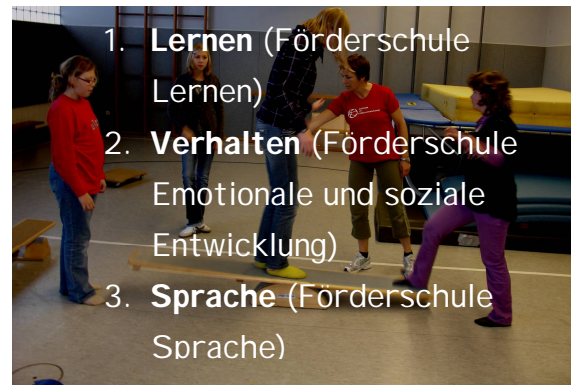 1. Lernen (Förderschule
Lernen)
2. Verhalten (Förderschule
Emotionale und soziale
Entwicklung)
3. Sprache (Förderschule
Sprache)